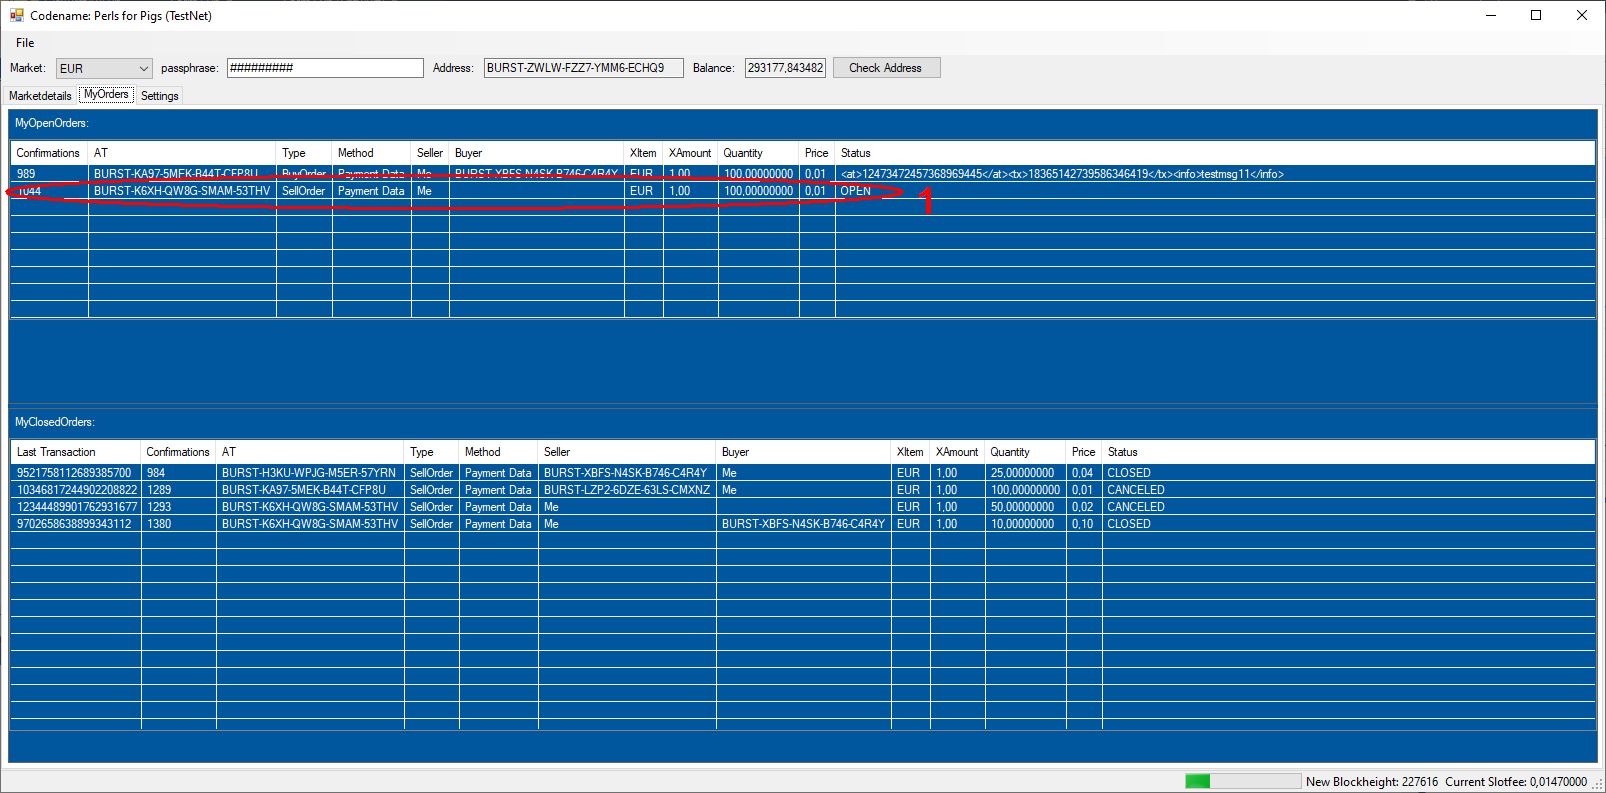 Codename: Perls for Pigs (TestNet)
File
Market: EUR passphrase: ######### Address: BURST-ZWLW-FZZ7-YMM6-ECHQ9 Balance: 293177,843482 Check Address
Marketdetails MyOrders Settings
MyOpenOrders:
Confirmations AT Type Method Seller Buyer XItem XAmount Quantity Price Status
989 BURST-KA97-5MEK-B44T-CFP8U BuyOrder Payment Data Me BURST-XBFS-N4SK-B746-C4R4Y EUR 1,00 100,00000000 0,01 <at>12473472457368969445</at><tx>18365142739586346419</tx><info>testmsg11</info>
1044 BURST-K6XH-QW8G-SMAM-53THV SellOrder Payment Data Me EUR 1,00 100,00000000 0,01 OPEN
1
MyClosedOrders:
Last Transaction Confirmations AT Type Method Seller Buyer XItem XAmount Quantity Price Status
9521758112689385700 984 BURST-H3KU-WPJG-M5ER-57YRN SellOrder Payment Data BURST-XBFS-N4SK-B746-C4R4Y Me EUR 1,00 25,00000000 0,04 CLOSED
10346817244902208822 1289 BURST-KA97-5MEK-B44T-CFP8U SellOrder Payment Data BURST-LZP2-6DZE-63LS-CMXNZ Me EUR 1,00 100,00000000 0,01 CANCELED
12344489901762931677 1293 BURST-K6XH-QW8G-SMAM-53THV SellOrder Payment Data Me EUR 1,00 50,00000000 0,02 CANCELED
9702658638899343112 1380 BURST-K6XH-QW8G-SMAM-53THV SellOrder Payment Data Me BURST-XBFS-N4SK-B746-C4R4Y EUR 1,00 10,00000000 0,10 CLOSED
New Blockheight: 227616 Current Slotfee: 0,01470000